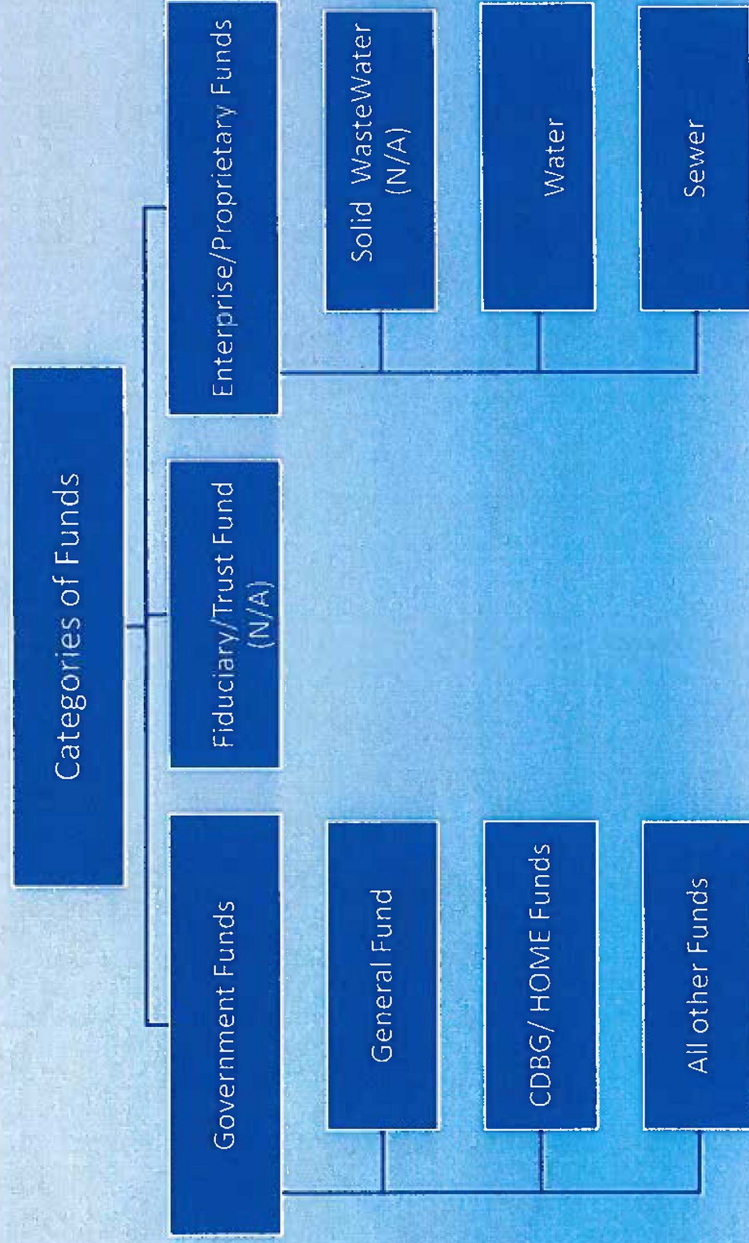 Categories of Funds
Government Funds
General Fund
CDBG/ HOME Funds
All other Funds
Fiduciary/Trust Fund
(N/A)
Enterprise/Proprietary Funds
Solid WasteWater
(N/A)
Water
Sewer